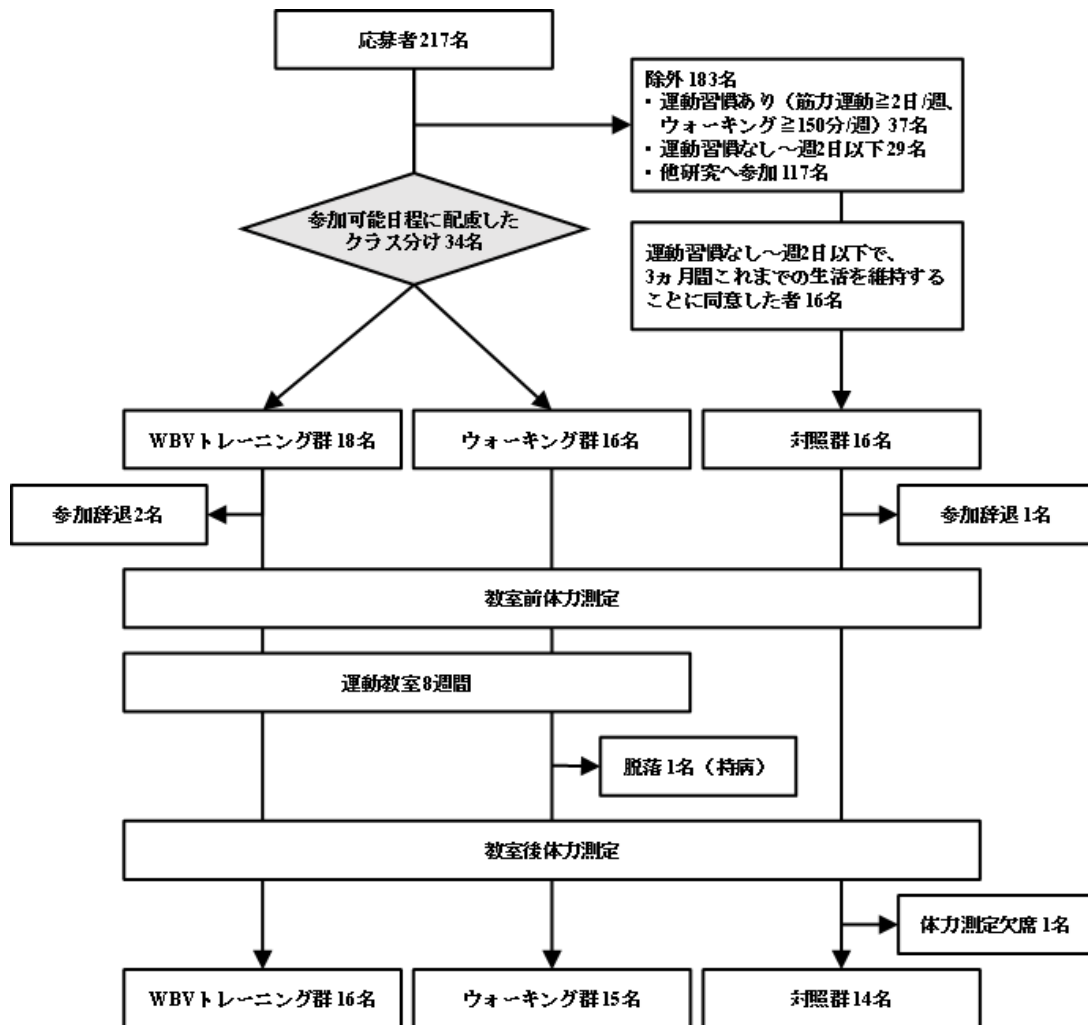 応募者217名
除外 183名
・運動習慣あり（筋力運動≧2日/週、
ウォーキング≧150分/週）37名
・運動習慣なし～週2日以下 29名
・他研究へ参加 117名
参加可能日程に配慮した
クラス分け 34名
運動習慣なし～週2日以下で、
3ヵ月間これまでの生活を維持する
ことに同意した者 16名
WBVトレーニング群 18名
ウォーキング群 16名
対照群 16名
参加辞退 2名
参加辞退 1名
教室前体力測定
運動教室 8週間
脱落 1名（持病）
教室後体力測定
体力測定欠席 1名
WBVトレーニング群 16名
ウォーキング群 15名
対照群 14名